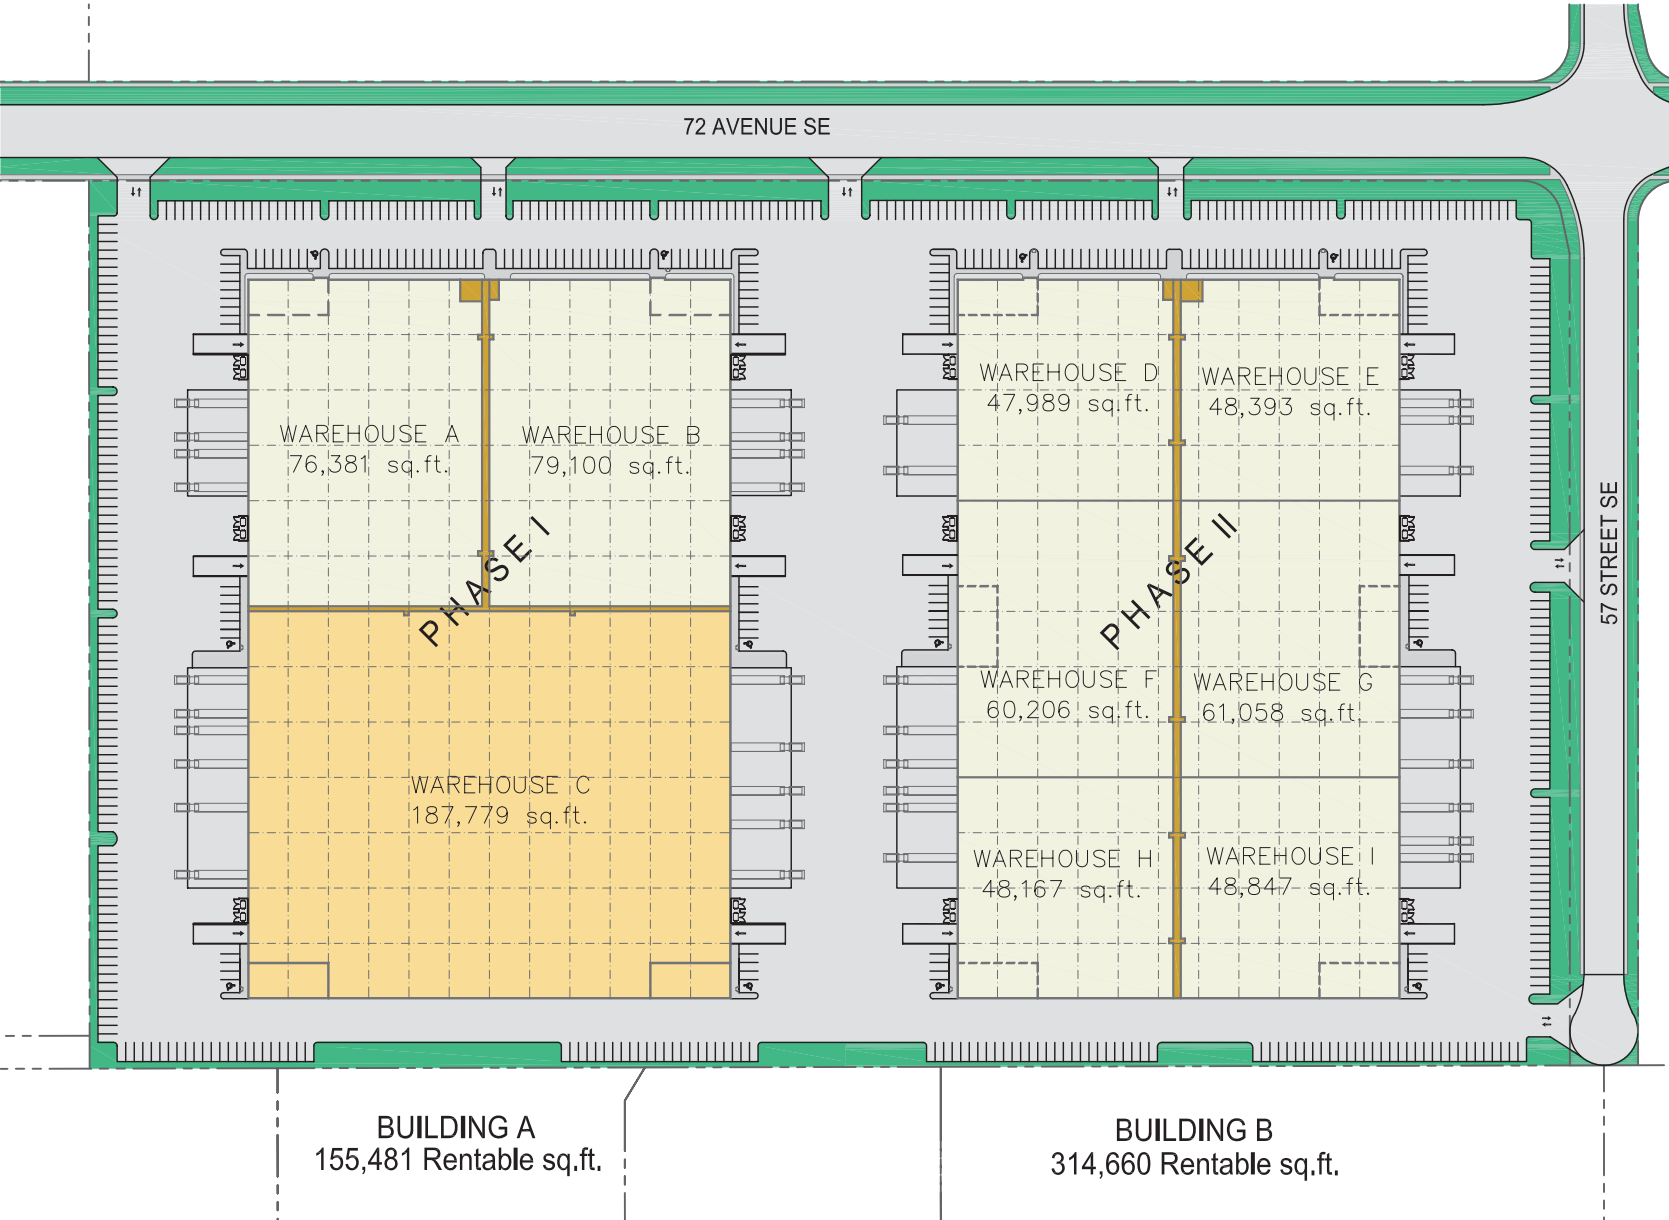 72 AVENUE SE
WAREHOUSE A
76,381 sq.ft.
WAREHOUSE B
79,100 sq.ft.
PHASE I
WAREHOUSE C
187,779 sq.ft.
WAREHOUSE D
47,989 sq.ft.
WAREHOUSE E
48,393 sq.ft.
PHASE II
WAREHOUSE F
60,206 sq.ft.
WAREHOUSE G
61,058 sq.ft.
WAREHOUSE H
48,167 sq.ft.
WAREHOUSE I
48,847 sq.ft.
57 STREET SE
BUILDING A
155,481 Rentable sq.ft.
BUILDING B
314,660 Rentable sq.ft.